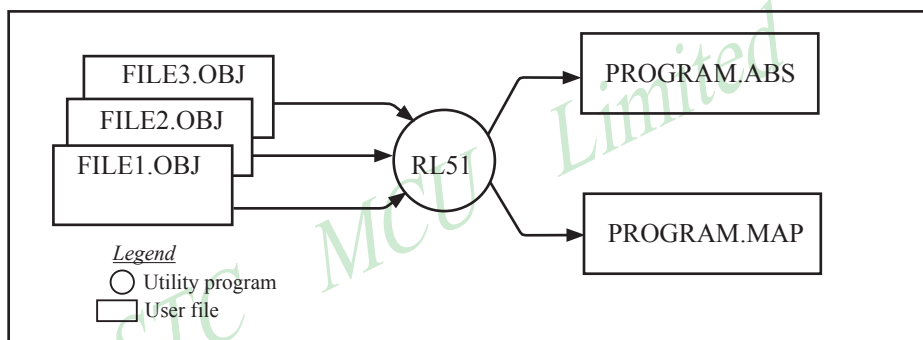 FILE3.OBJ
FILE2.OBJ
FILE1.OBJ
RL51
PROGRAM.ABS
PROGRAM.MAP
Legend
Utility program
User file
STC MCU Limited